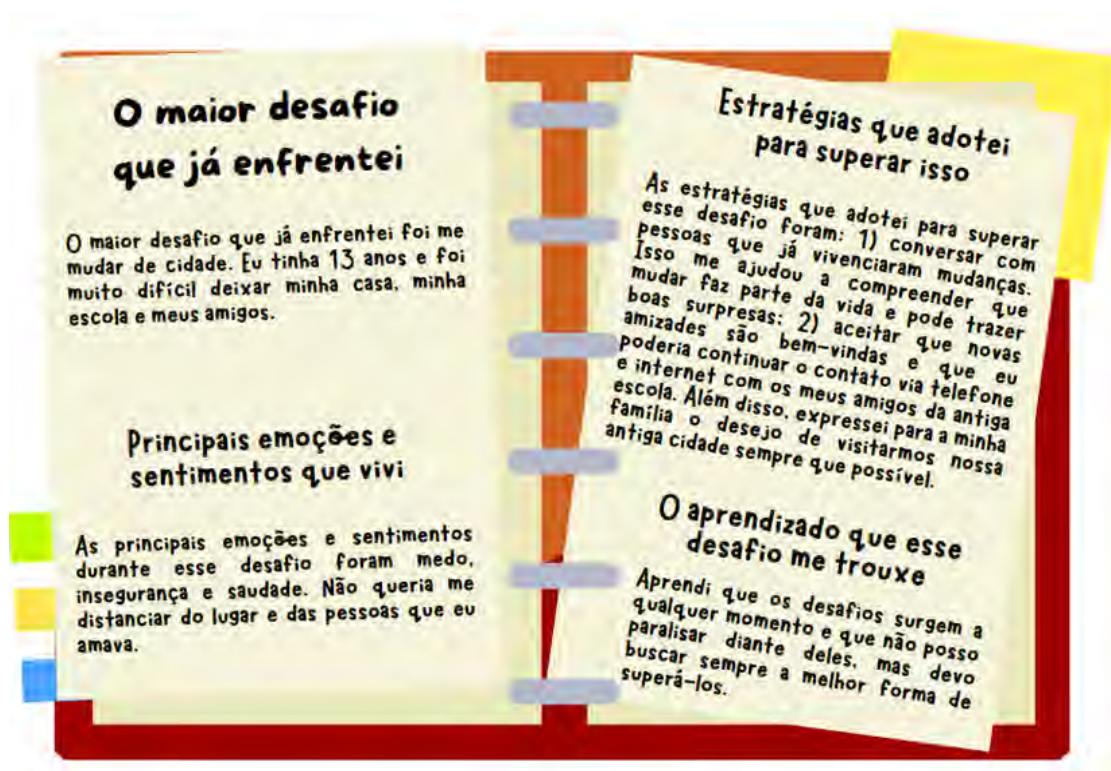 O maior desafio
que já enfrentei
O maior desafio que já enfrentei foi me
mudar de cidade. Eu tinha 13 anos e foi
muito difícil deixar minha casa, minha
escola e meus amigos.
Principais emoções e
sentimentos que vivi
As principais emoções e sentimentos
durante esse desafio foram medo,
insegurança e saudade. Não queria me
distanciar do lugar e das pessoas que eu
amava.
Estratégias que adotei
para superar isso
As estratégias que adotei para superar
esse desafio foram: 1) conversar com
pessoas que já vivenciaram mudanças.
Isso me ajudou a compreender que
mudar faz parte da vida e pode trazer
boas surpresas; 2) aceitar que novas
amizades são bem-vindas e que eu
poderia continuar o contato via telefone
e internet com os meus amigos da antiga
escola. Além disso, expressei para a minha
família o desejo de visitarmos nossa
antiga cidade sempre que possível.
O aprendizado que esse
desafio me trouxe
Aprendi que os desafios surgem a
qualquer momento e que não posso
paralisar diante deles, mas devo
buscar sempre a melhor forma de
superá-los.